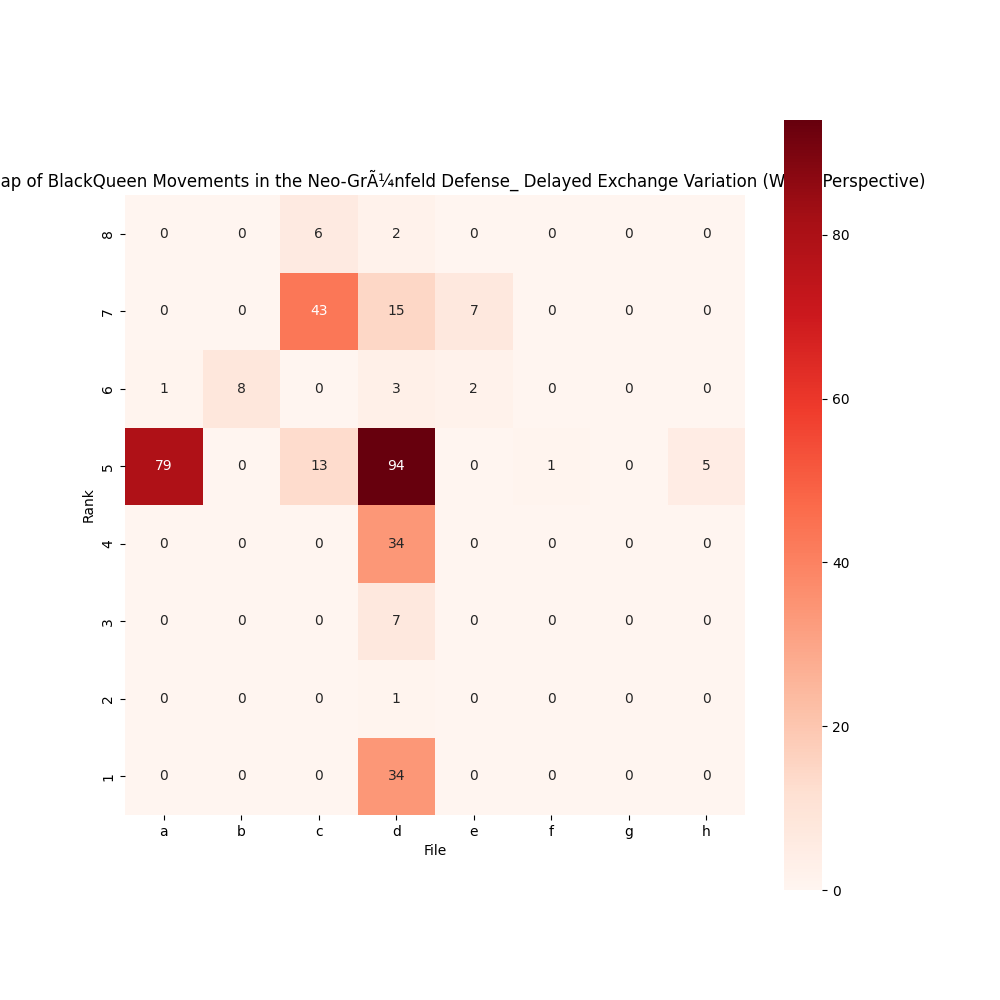 ap of BlackQueen Movements in the Neo-GrÃ¼nfeld Defense_ Delayed Exchange Variation (W Perspective)
8 0 0 6 2 0 0 0 0
7 0 0 43 15 7 0 0 0
6 1 8 0 3 2 0 0 0
5 79 0 13 94 0 1 0 5
4 0 0 0 34 0 0 0 0
3 0 0 0 7 0 0 0 0
2 0 0 0 1 0 0 0 0
1 0 0 0 34 0 0 0 0
a b c d e f g h
File
Rank
80
60
40
20
0